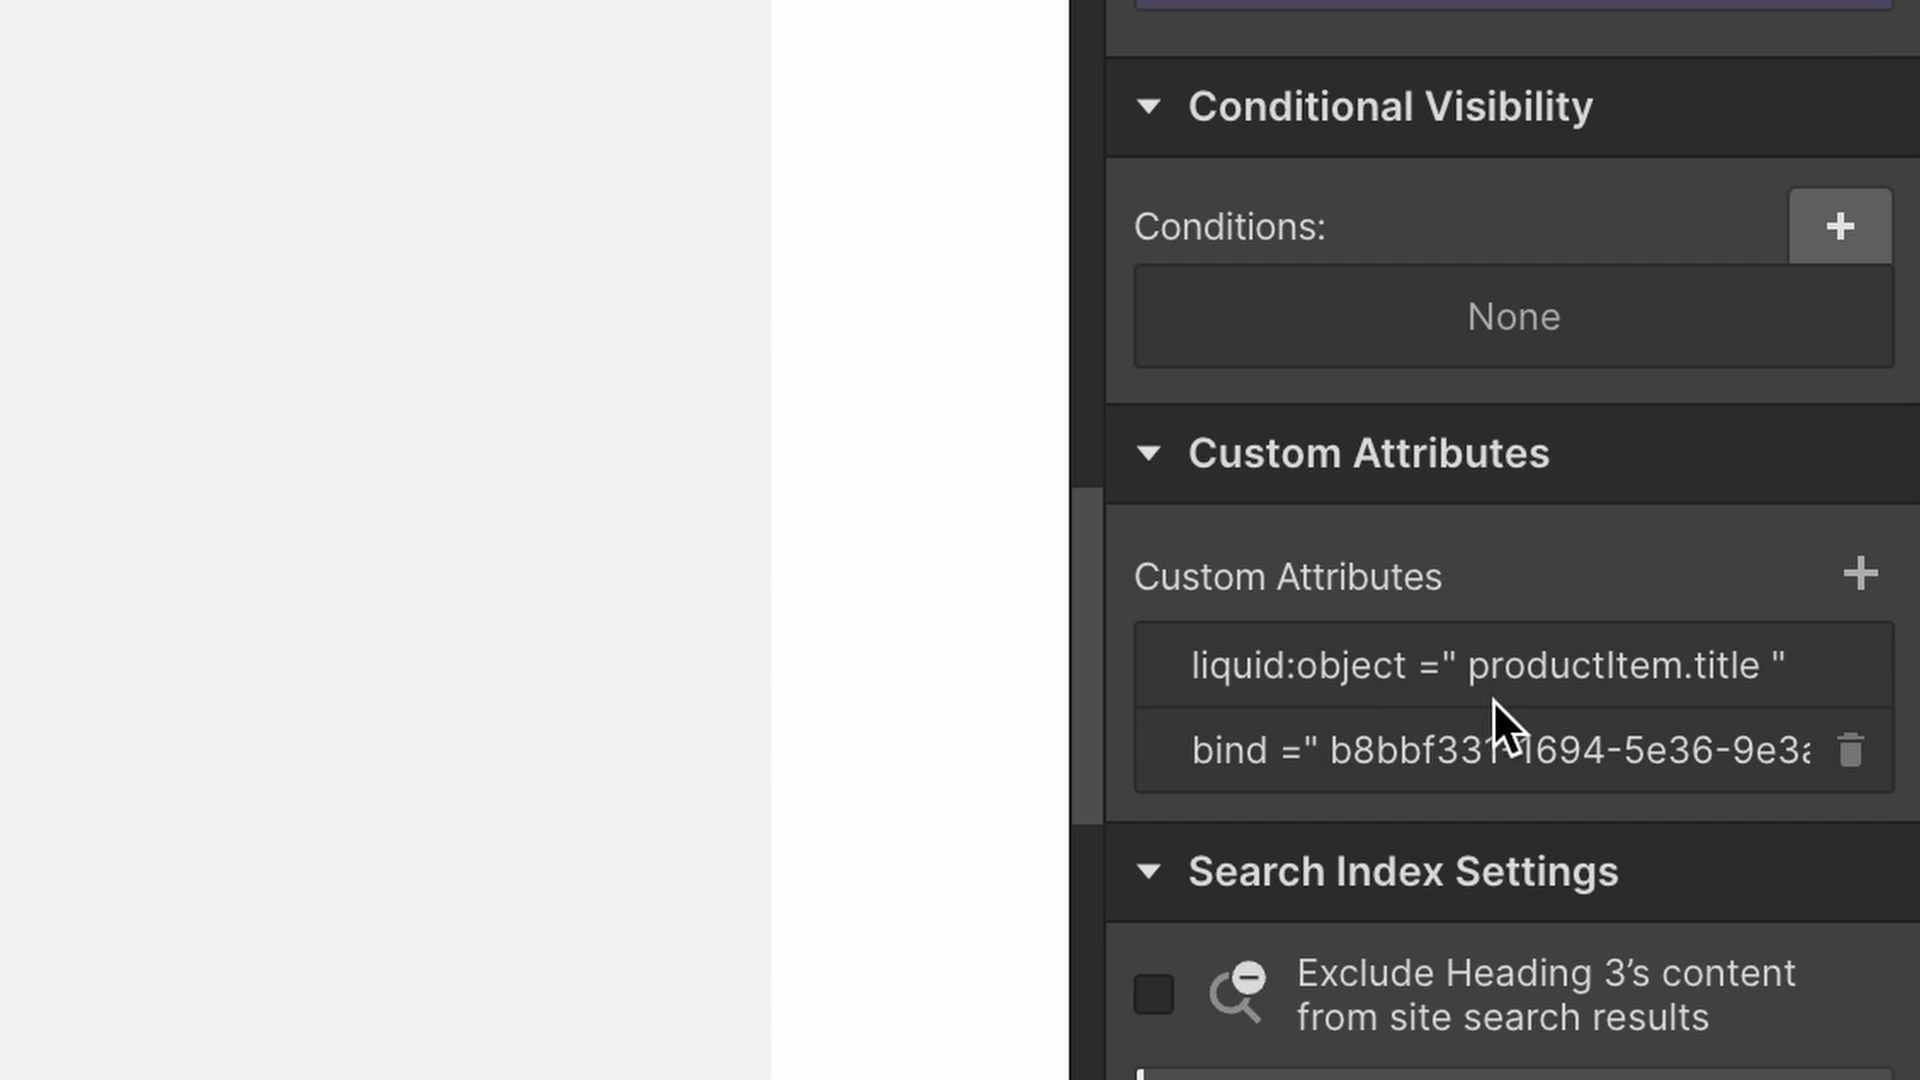 Conditional Visibility
Conditions:
None
Custom Attributes
Custom Attributes
liquid:object =" productItem.title "
bind =" b8bbf331-1694-5e36-9e3a
Search Index Settings
Exclude Heading 3’s content
from site search results